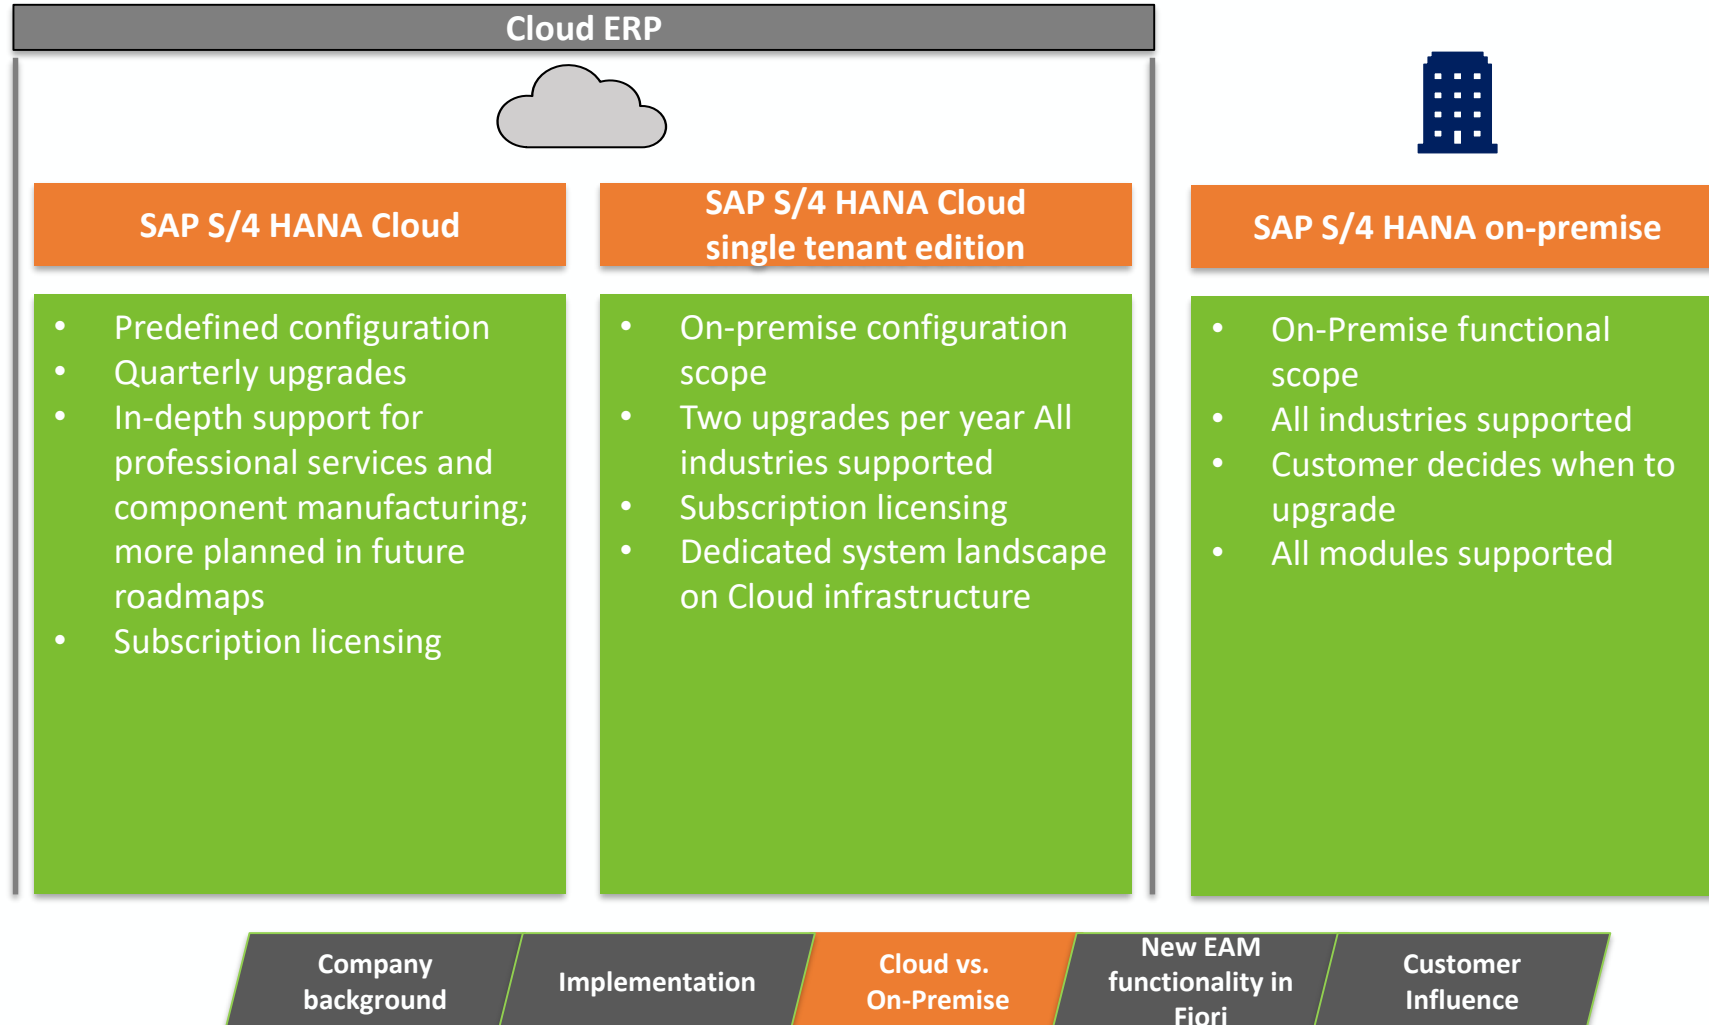 Cloud ERP
SAP S/4 HANA Cloud
• Predefined configuration
• Quarterly upgrades
• In-depth support for
professional services and
component manufacturing;
more planned in future
roadmaps
• Subscription licensing
SAP S/4 HANA Cloud
single tenant edition
• On-premise configuration
scope
• Two upgrades per year All
industries supported
• Subscription licensing
• Dedicated system landscape
on Cloud infrastructure
SAP S/4 HANA on-premise
• On-Premise functional
scope
• All industries supported
• Customer decides when to
upgrade
• All modules supported
Company
background
Implementation
Cloud vs.
On-Premise
New EAM
functionality in
Fiori
Customer
Influence